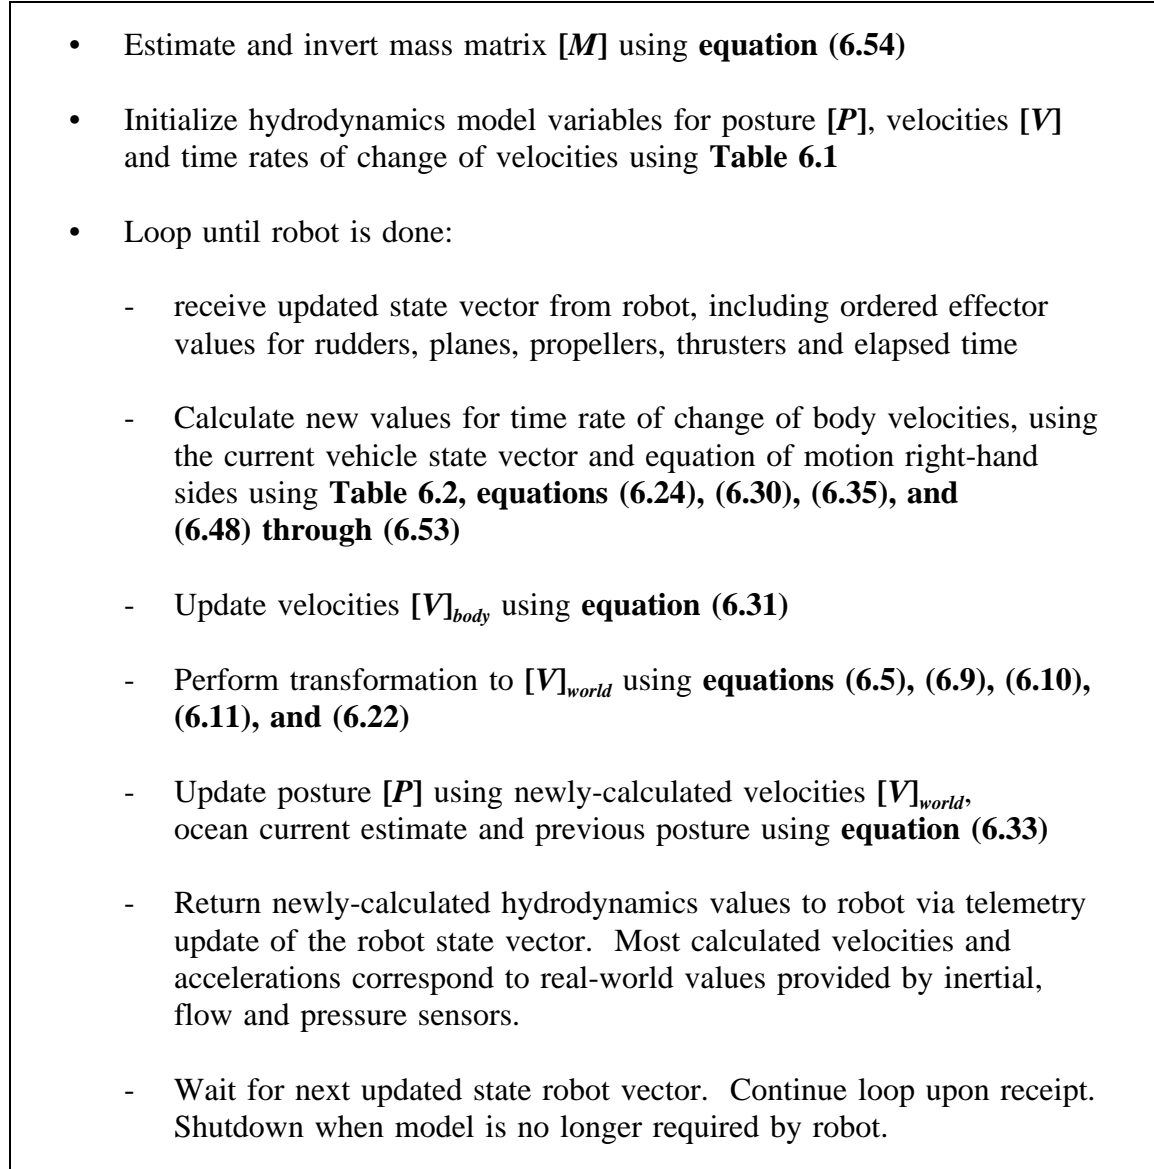 • Estimate and invert mass matrix [M] using equation (6.54)
• Initialize hydrodynamics model variables for posture [P], velocities [V]
and time rates of change of velocities using Table 6.1
• Loop until robot is done:
- receive updated state vector from robot, including ordered effector
values for rudders, planes, propellers, thrusters and elapsed time
- Calculate new values for time rate of change of body velocities, using
the current vehicle state vector and equation of motion right-hand
sides using Table 6.2, equations (6.24), (6.30), (6.35), and
(6.48) through (6.53)
- Update velocities [V]body using equation (6.31)
- Perform transformation to [V]world using equations (6.5), (6.9), (6.10),
(6.11), and (6.22)
- Update posture [P] using newly-calculated velocities [V]world,
ocean current estimate and previous posture using equation (6.33)
- Return newly-calculated hydrodynamics values to robot via telemetry
update of the robot state vector. Most calculated velocities and
accelerations correspond to real-world values provided by inertial,
flow and pressure sensors.
- Wait for next updated state robot vector. Continue loop upon receipt.
Shutdown when model is no longer required by robot.